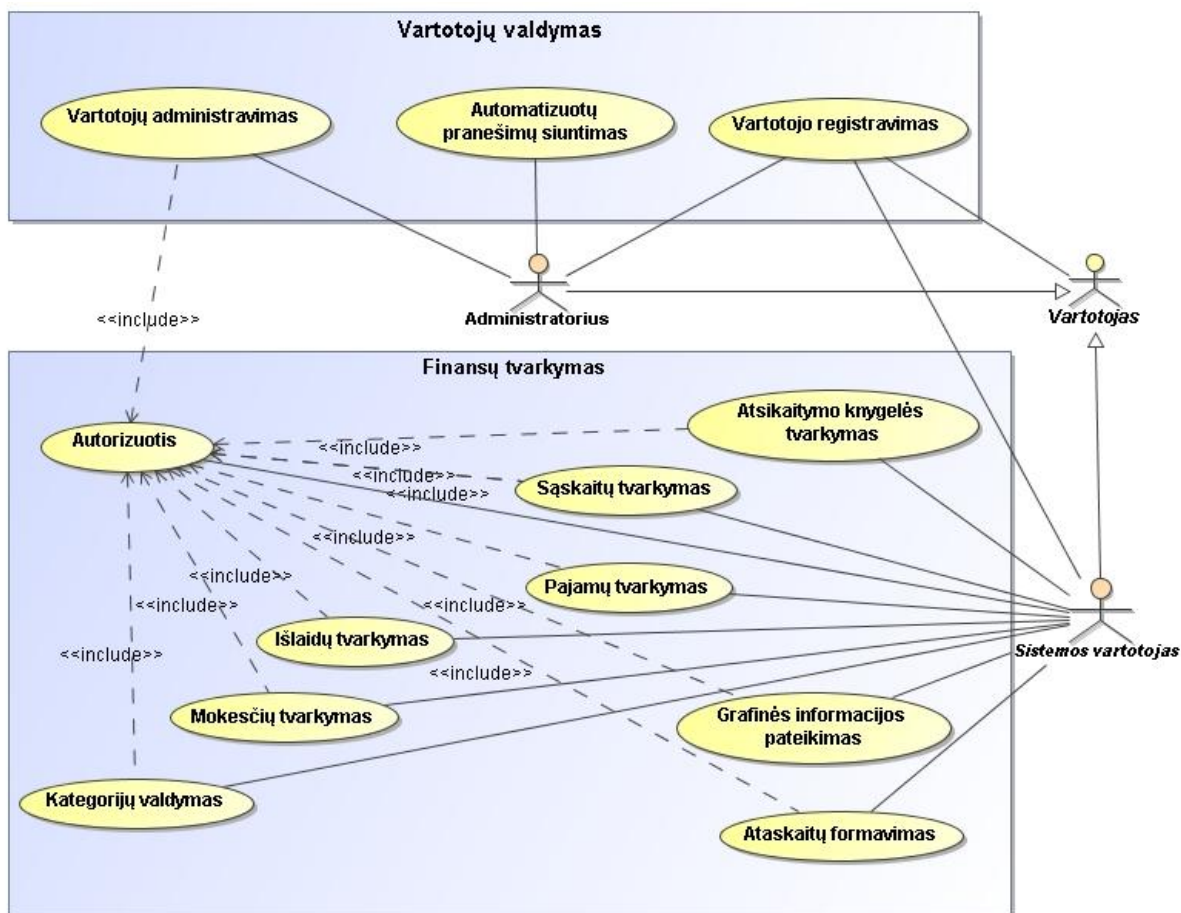 Vartotojų valdymas
Vartotojų administravimas
Automatizuotų
pranešimų siuntimas
Vartotojo registravimas
Administratorius
Vartotojas
<<include>>
Finansų tvarkymas
Autorizuotis
Atsikaitymo knygelės
tvarkymas
<<include>>
<<include>>
<<include>>
Sąskaitų tvarkymas
<<include>>
<<include>>
Pajamų tvarkymas
<<include>>
Išlaidų tvarkymas
<<include>>
<<include>>
<<include>>
Sistemos vartotojas
Mokesčių tvarkymas
Grafinės informacijos
pateikimas
Kategorijų valdymas
Ataskaitų formavimas